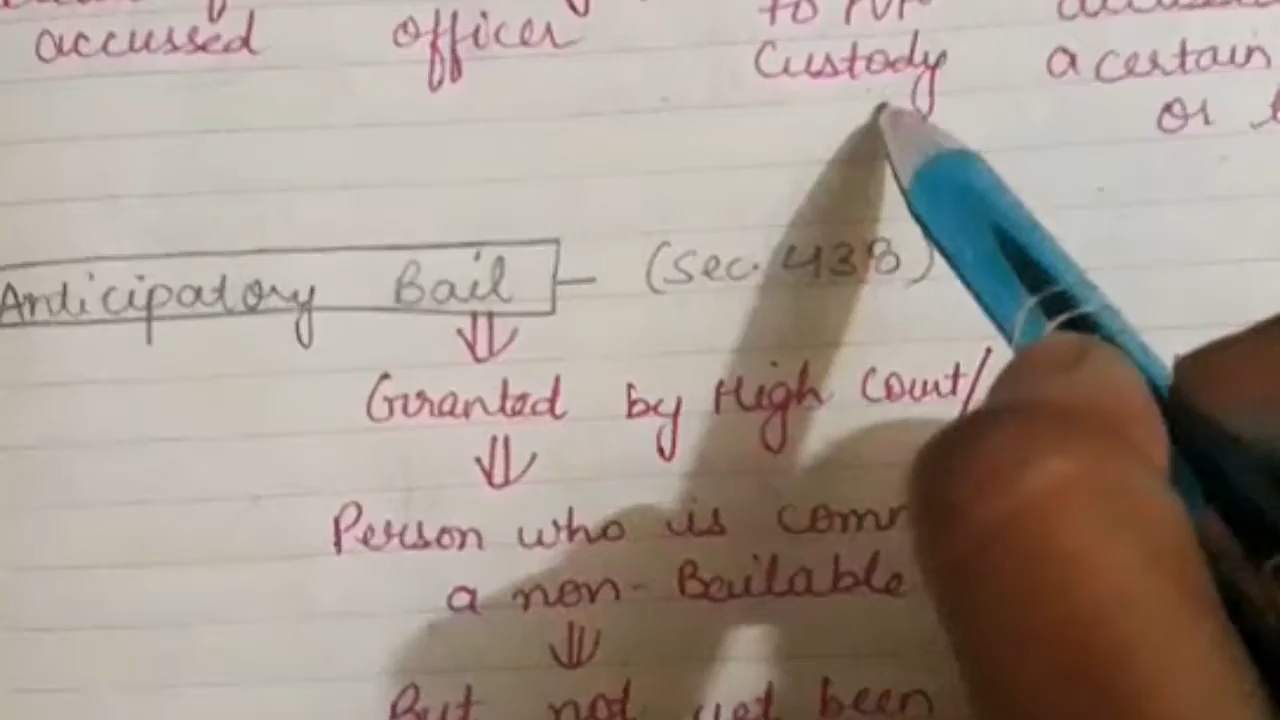 to
accussed officer Custody a certain
or
Anticipatory Bail - (Sec. 438)
Granted by High Court/
Person who is
a non-Bailable
But not yet been